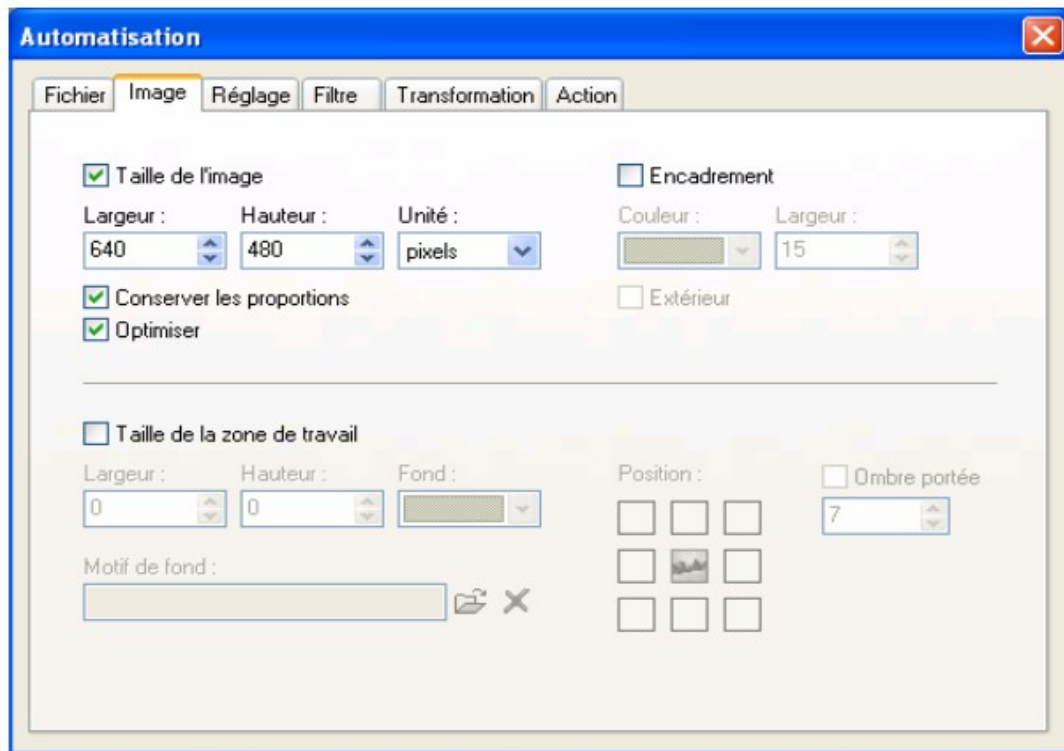 Automatisation
Fichier Image Réglage Filtre Transformation Action
Taille de l'image Encadrement
Largeur : Hauteur : Unité : Couleur : Largeur :
640 480 pixels 15
Conserver les proportions Extérieur
Optimiser
Taille de la zone de travail
Largeur : Hauteur : Fond : Position : Ombre portée
0 0 7
Motif de fond :